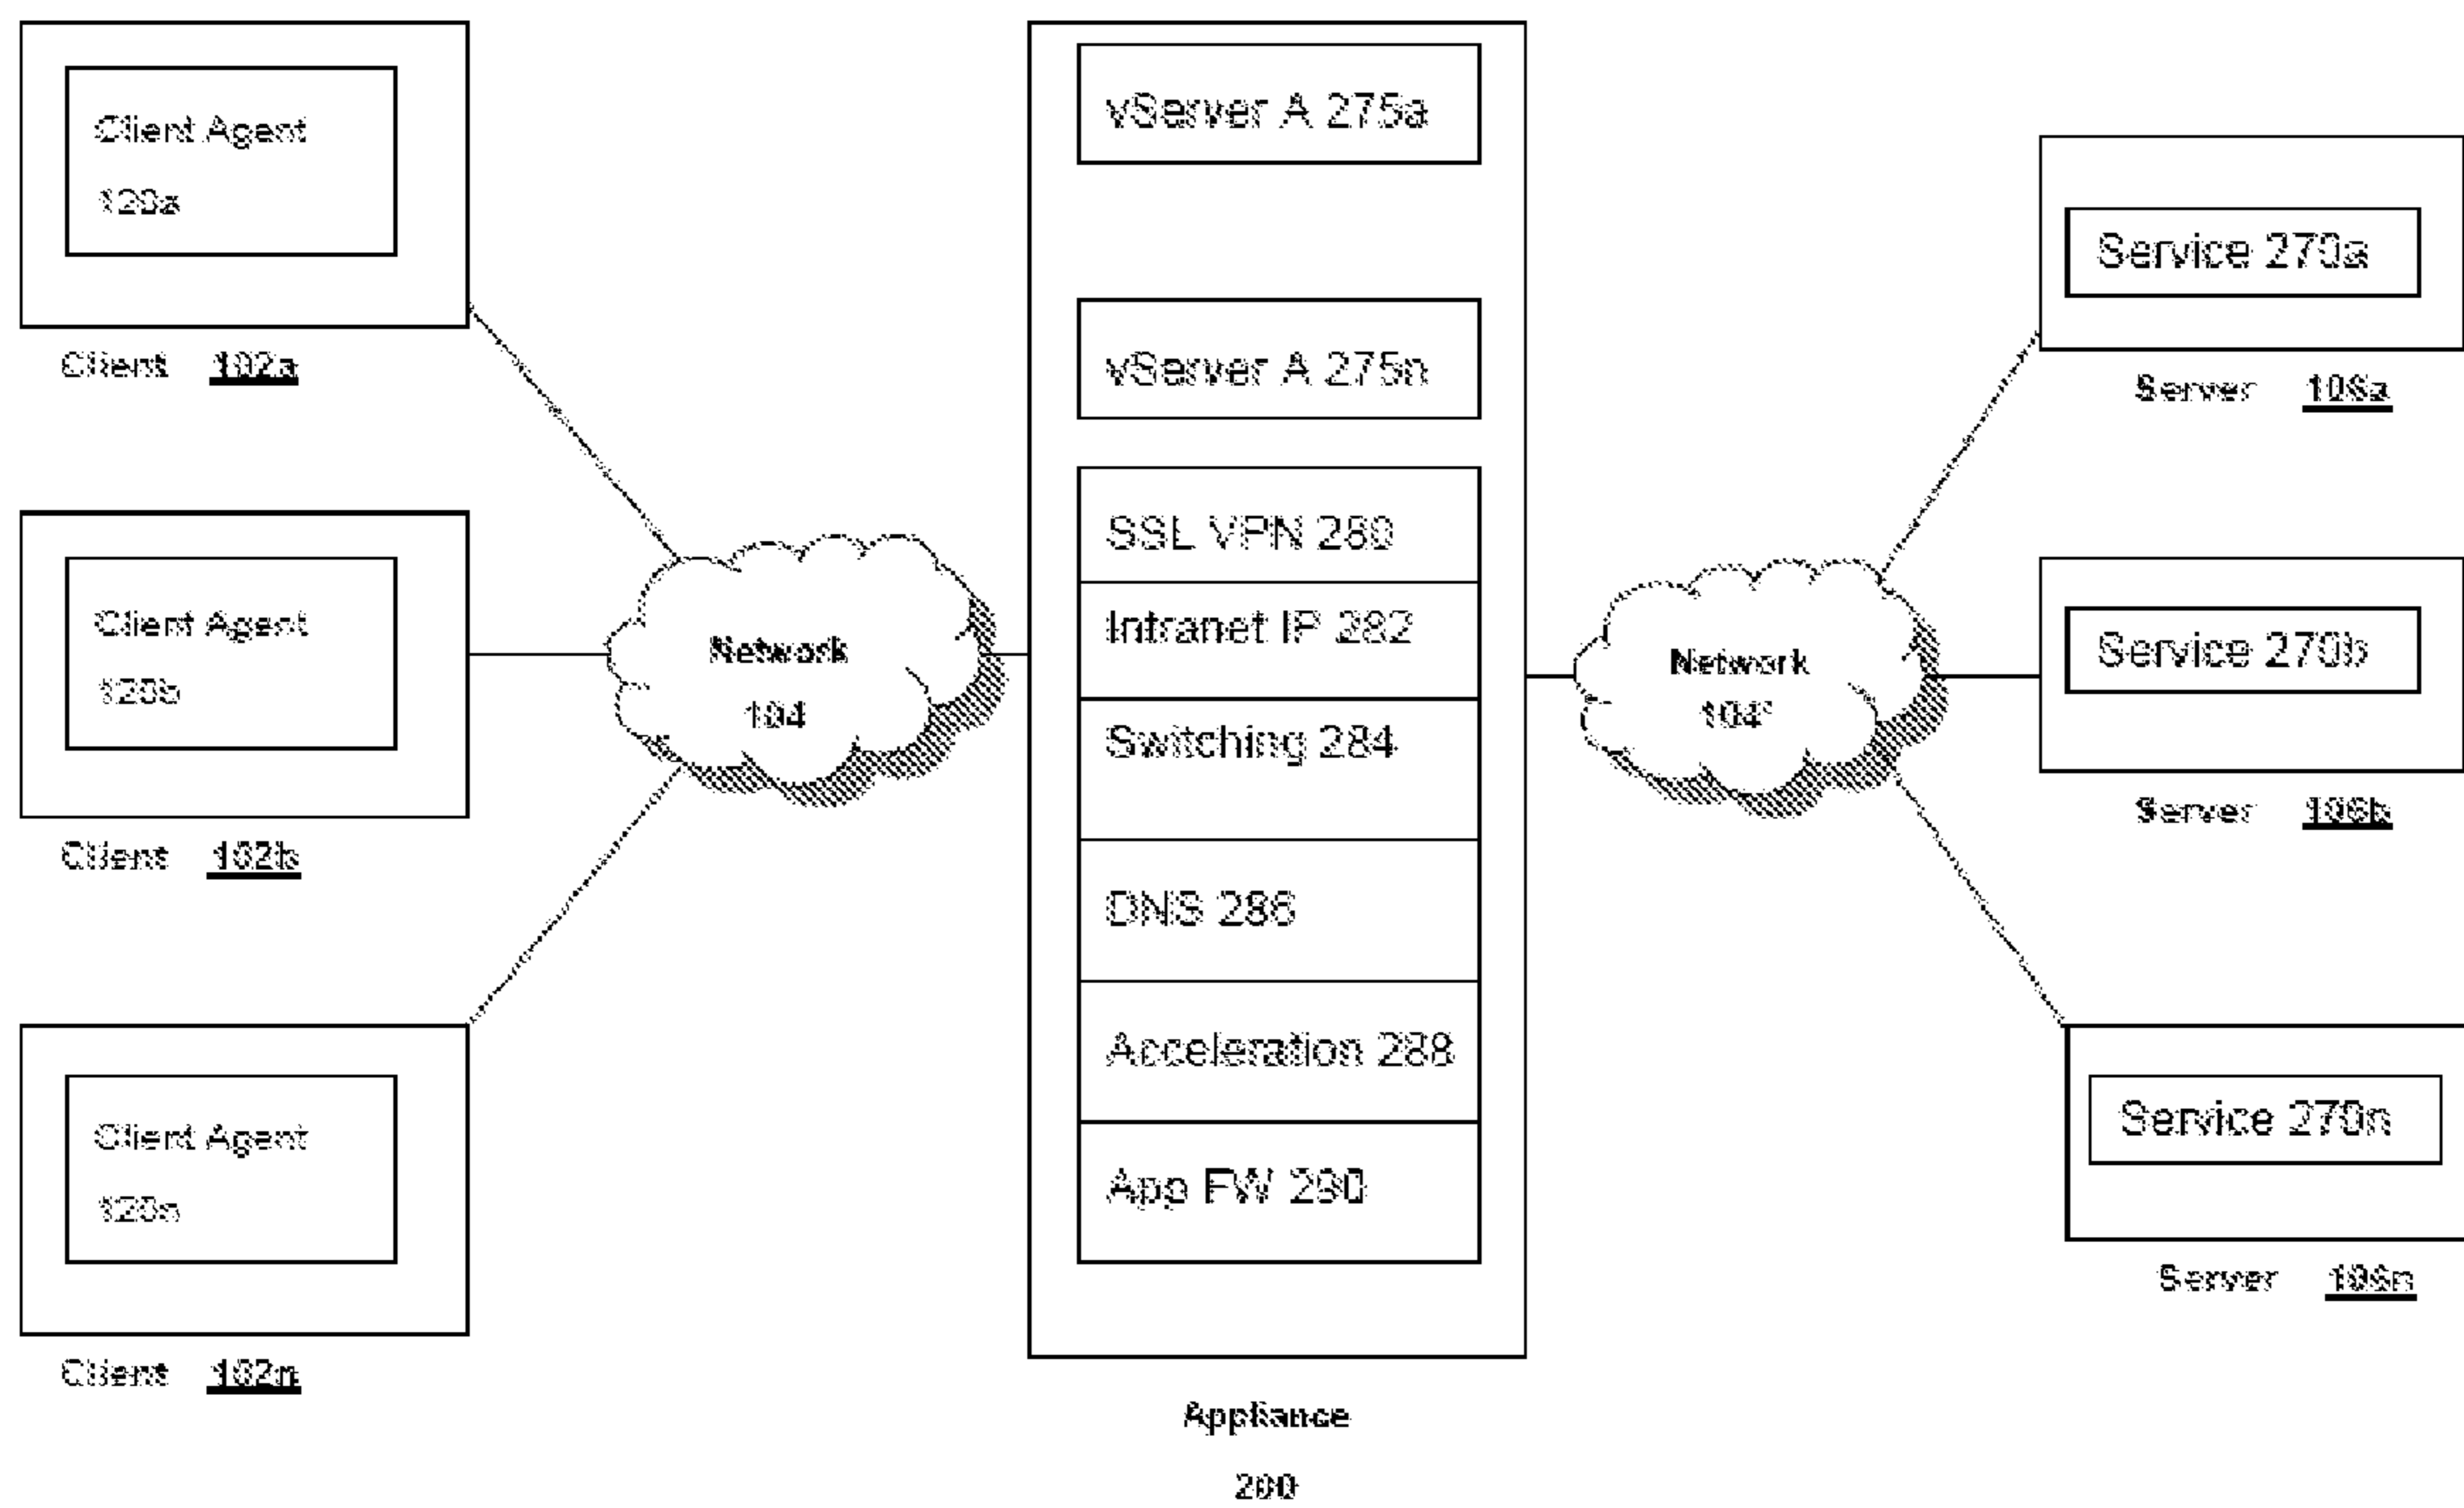 Client Agent
120a
Client 102a
Client Agent
120b
Client 102b
Client Agent
120n
Client 102n
Network
104
vServer A 275a
vServer A 275n
SSL VPN 280
Intranet IP 282
Switching 284
DNS 286
Acceleration 288
App FW 290
Appliance
200
Network
104'
Service 270a
Server 106a
Service 270b
Server 106b
Service 270n
Server 106n